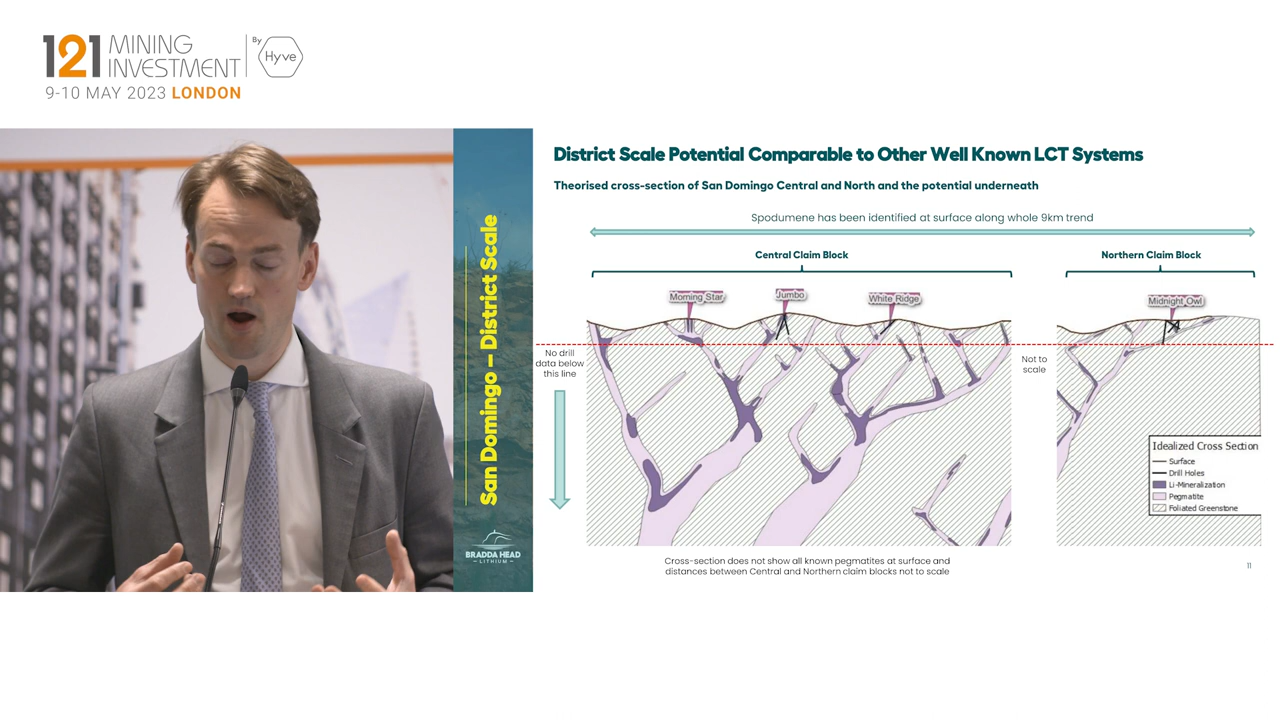 121 MINING INVESTMENT By Hyve
9-10 MAY 2023 LONDON
San Domingo – District Scale
BRADDA HEAD
LITHIUM
District Scale Potential Comparable to Other Well Known LCT Systems
Theorised cross-section of San Domingo Central and North and the potential underneath
Spodumene has been identified at surface along whole 9km trend
Central Claim Block
Northern Claim Block
Morning Star
Jumbo
White Ridge
Midnight Owl
No drill
data below
this line
Not to
scale
Idealized Cross Section
Surface
Drill Holes
Li-Mineralization
Pegmatite
Foliated Greenstone
Cross-section does not show all known pegmatites at surface and
distances between Central and Northern claim blocks not to scale
11